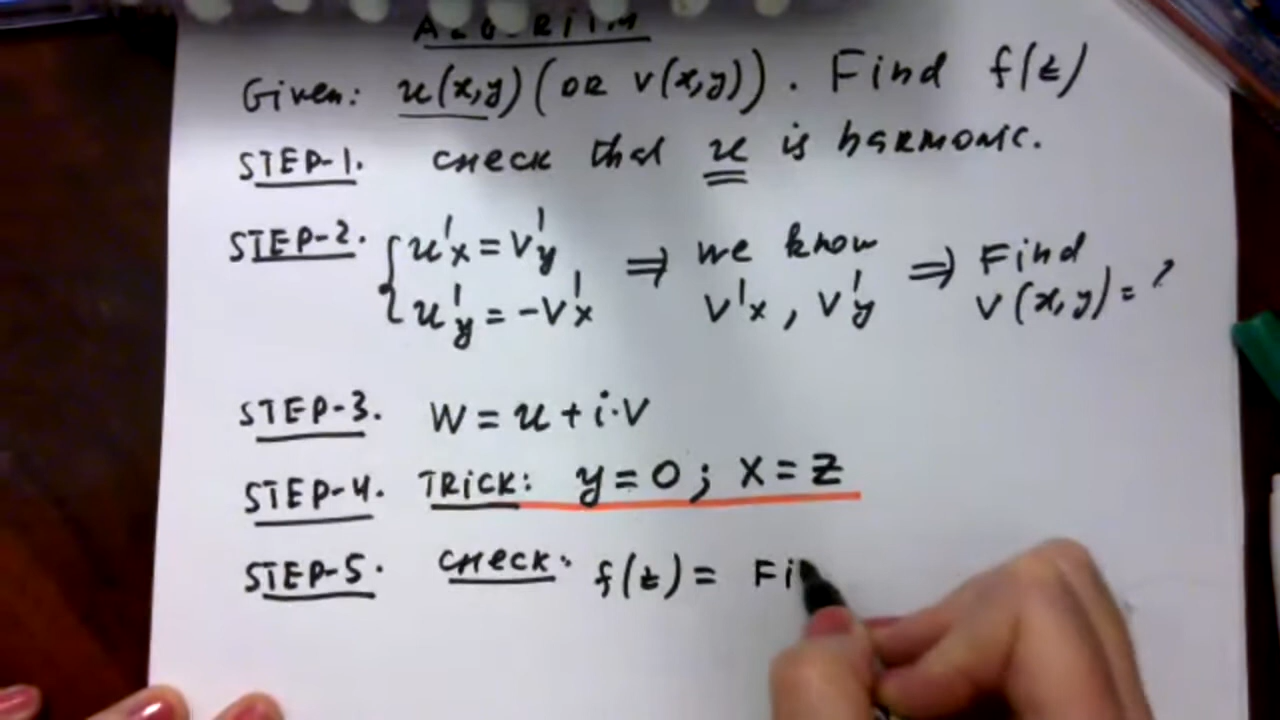 Given: u(x,y) (OR v(x,y)). Find f(z)
STEP-1. CHECK that u is harmonic.
STEP-2. { u'x = v'y ⇒ we know ⇒ Find
u'y = -v'x v'x, v'y v(x,y) = ?
STEP-3. W = u + i·v
STEP-4. TRICK: y = 0; x = z
STEP-5. CHECK: f(z) = Fi